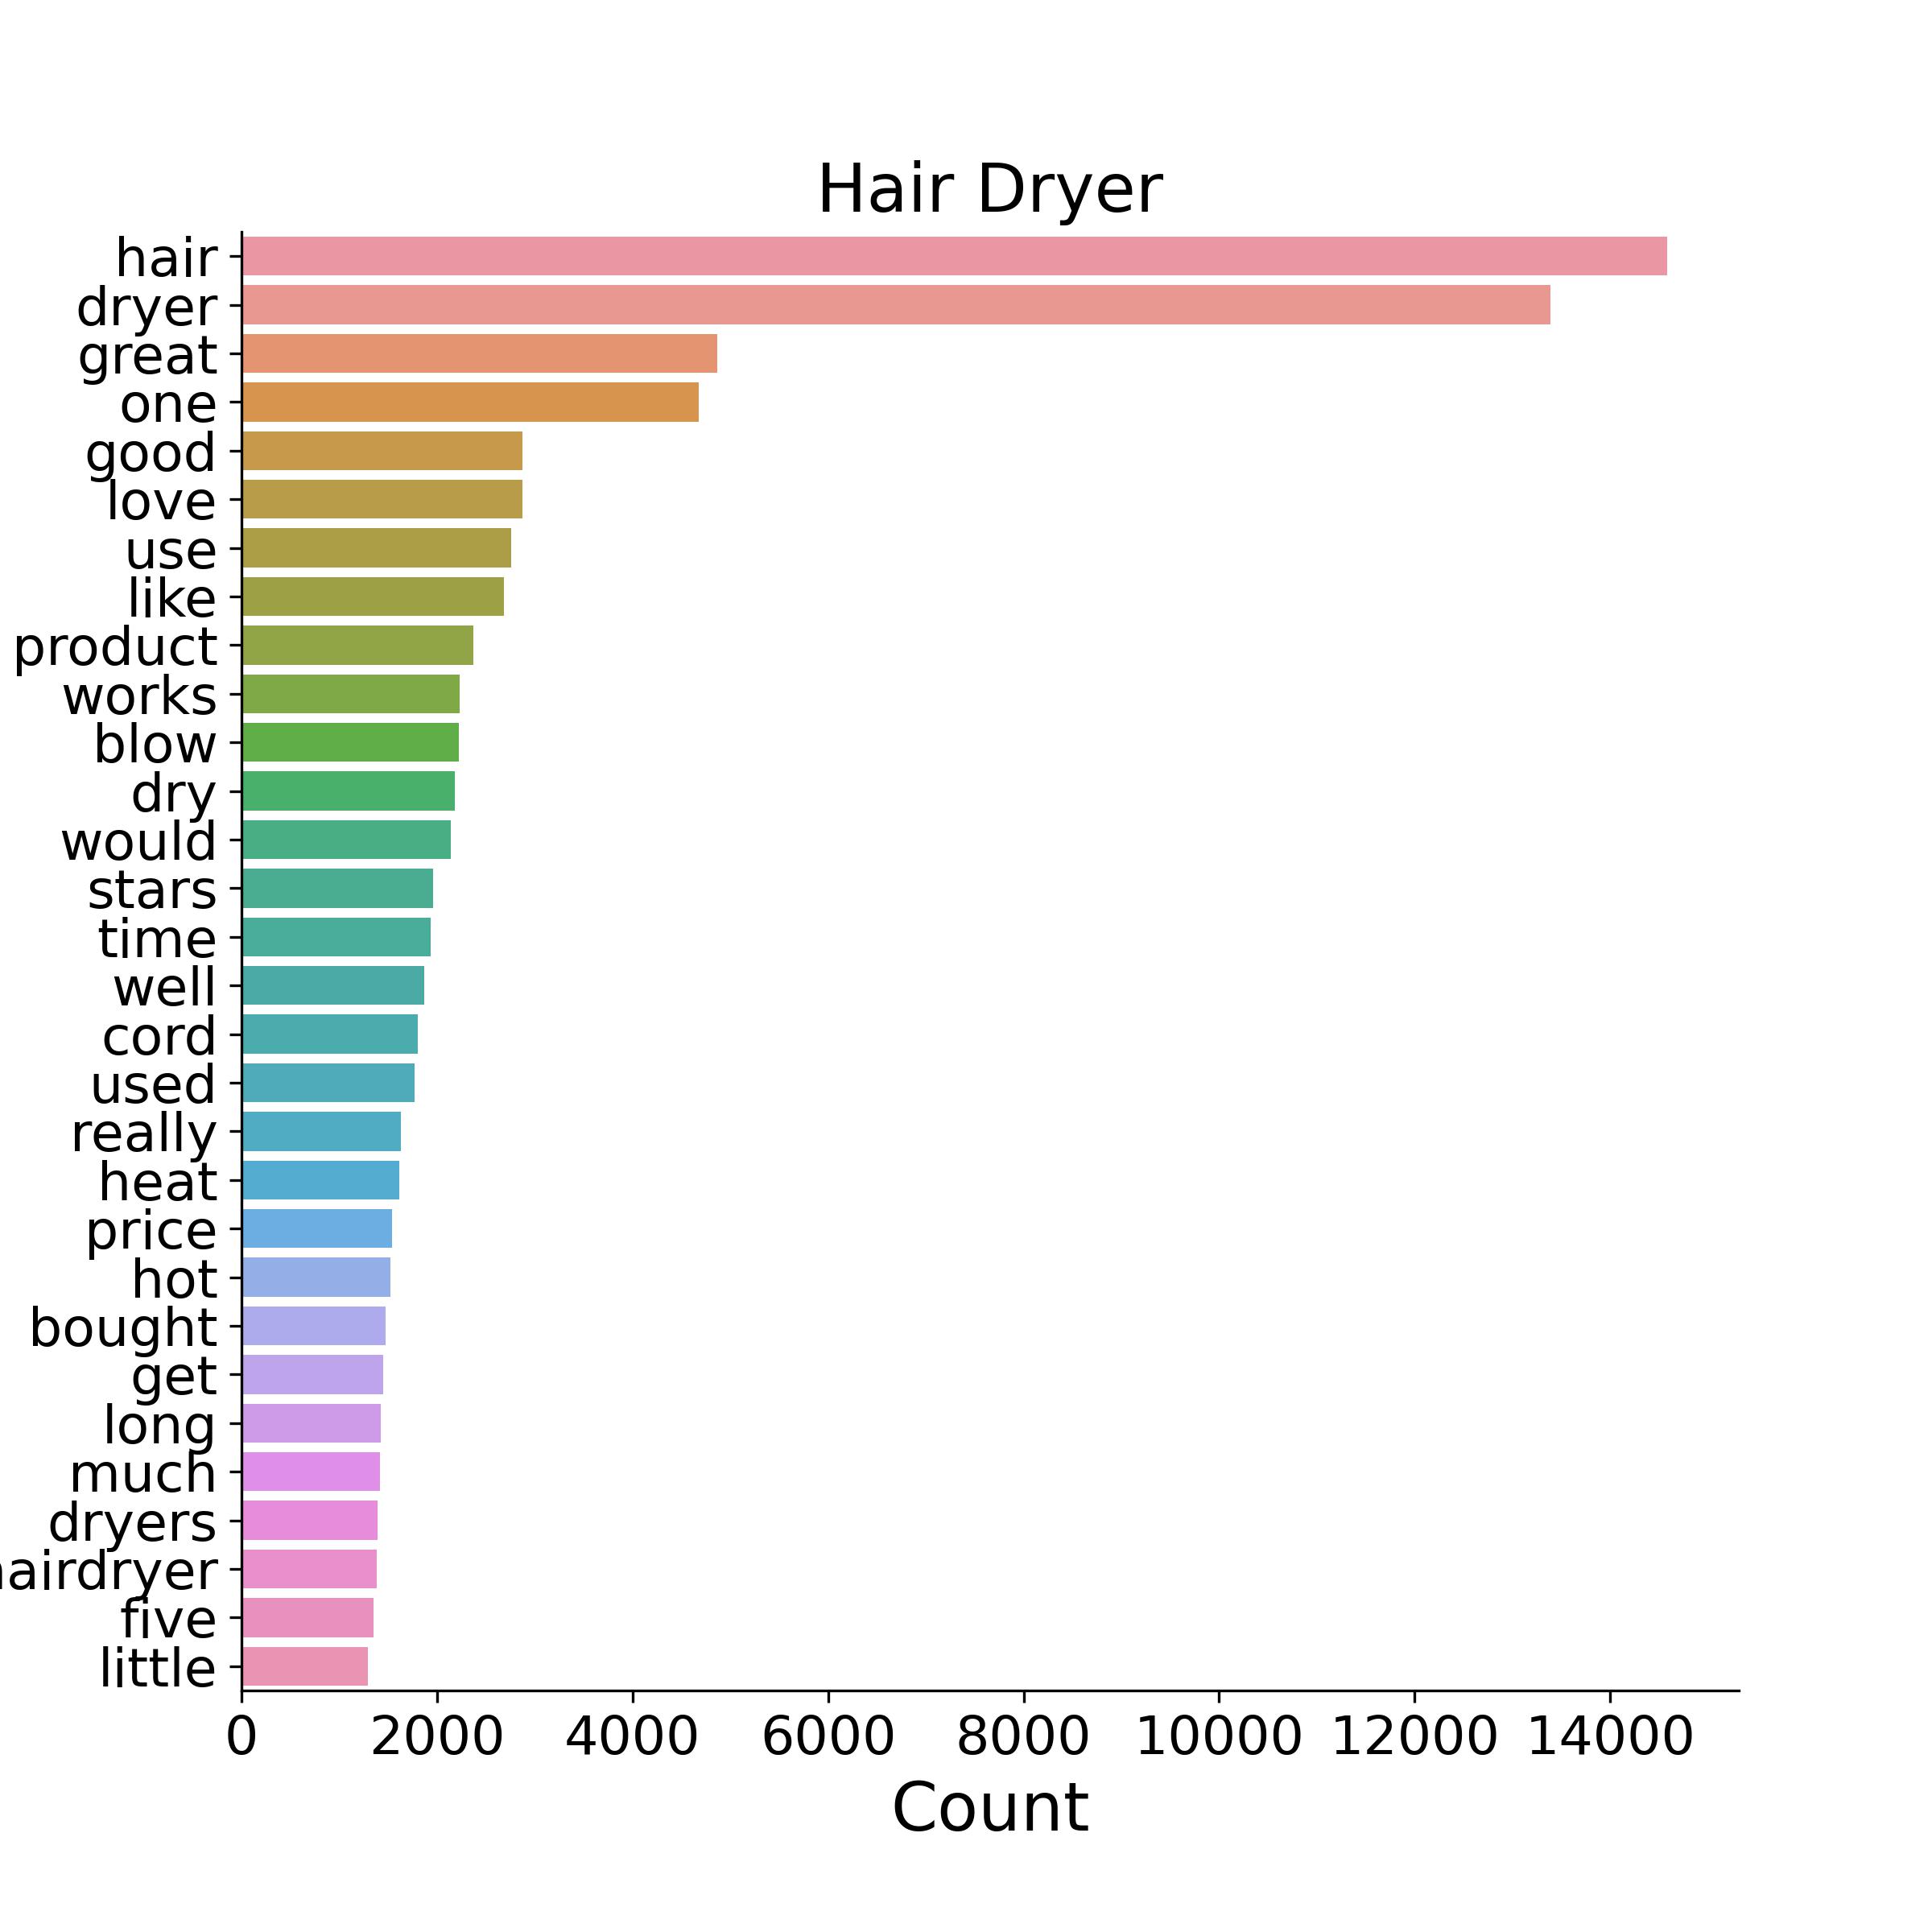 Hair Dryer
hair
dryer
great
one
good
love
use
like
product
works
blow
dry
would
stars
time
well
cord
used
really
heat
price
hot
bought
get
long
much
dryers
airdryer
five
little
0 2000 4000 6000 8000 10000 12000 14000
Count